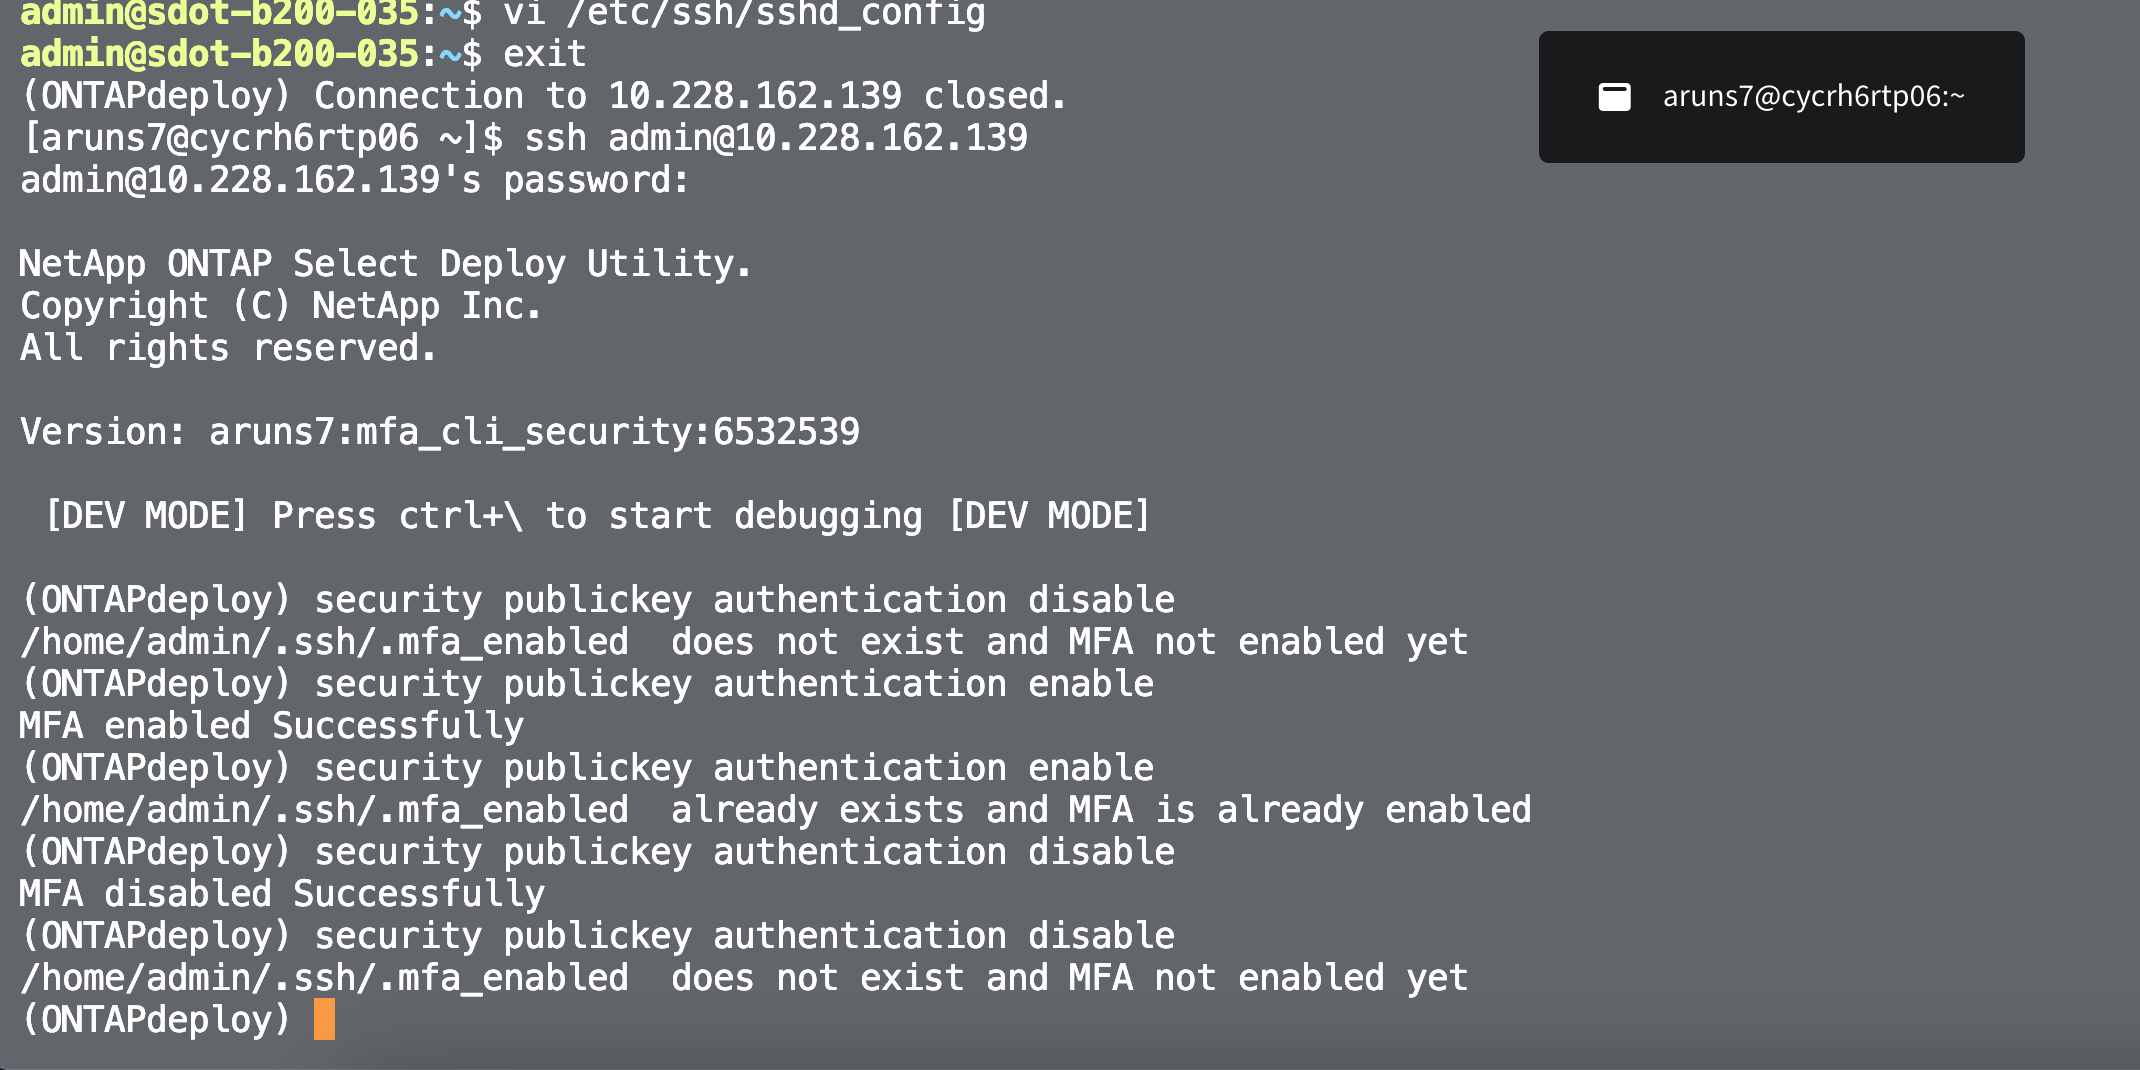 admin@sdot-b200-035:~$ vi /etc/ssh/sshd_config
admin@sdot-b200-035:~$ exit
(ONTAPdeploy) Connection to 10.228.162.139 closed.
[aruns7@cycrh6rtp06 ~]$ ssh admin@10.228.162.139
admin@10.228.162.139's password:
aruns7@cycrh6rtp06:~
NetApp ONTAP Select Deploy Utility.
Copyright (C) NetApp Inc.
All rights reserved.
Version: aruns7:mfa_cli_security:6532539
[DEV MODE] Press ctrl+\ to start debugging [DEV MODE]
(ONTAPdeploy) security publickey authentication disable
/home/admin/.ssh/.mfa_enabled  does not exist and MFA not enabled yet
(ONTAPdeploy) security publickey authentication enable
MFA enabled Successfully
(ONTAPdeploy) security publickey authentication enable
/home/admin/.ssh/.mfa_enabled  already exists and MFA is already enabled
(ONTAPdeploy) security publickey authentication disable
MFA disabled Successfully
(ONTAPdeploy) security publickey authentication disable
/home/admin/.ssh/.mfa_enabled  does not exist and MFA not enabled yet
(ONTAPdeploy)